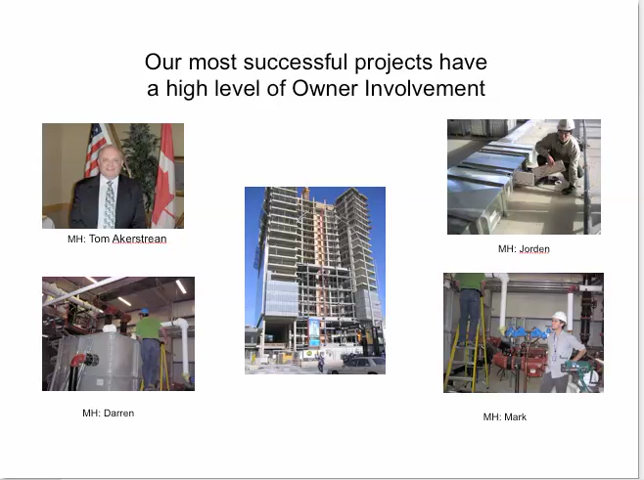 Our most successful projects have
a high level of Owner Involvement
MH: Tom Akerstrean
MH: Jorden
MH: Darren
MH: Mark